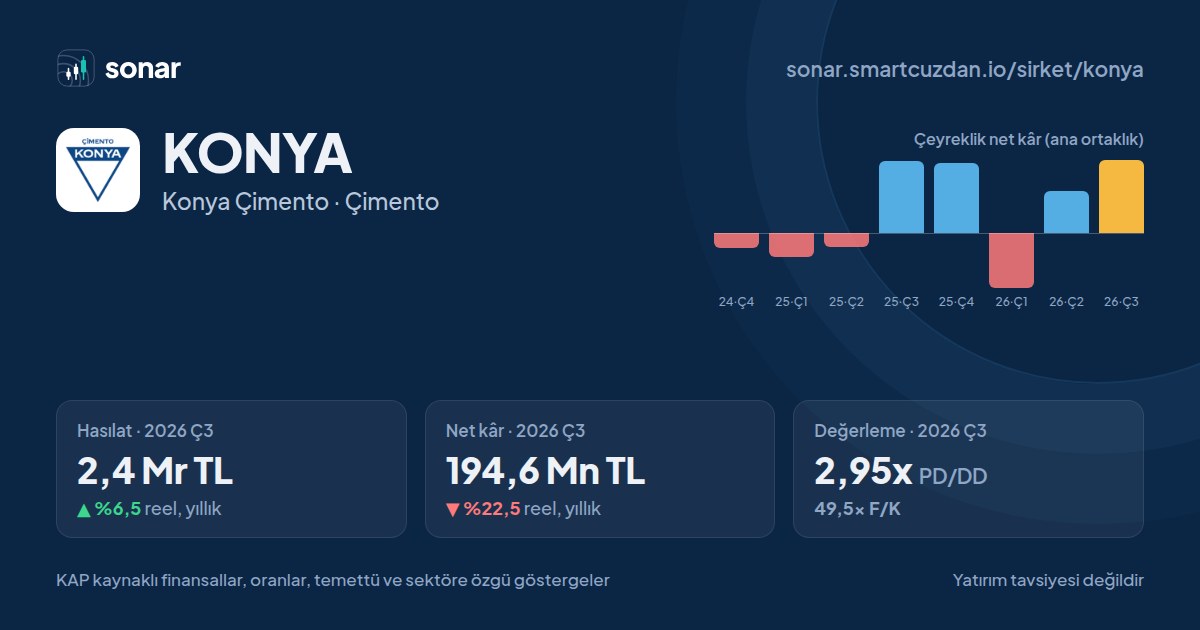 sonar
sonar.smartcuzdan.io/sirket/konya
ÇİMENTO
KONYA
KONYA
Konya Çimento · Çimento
Çeyreklik net kâr (ana ortaklık)
24·Ç4 25·Ç1 25·Ç2 25·Ç3 25·Ç4 26·Ç1 26·Ç2 26·Ç3
Hasılat · 2026 Ç3
2,4 Mr TL
▲ %6,5 reel, yıllık
Net kâr · 2026 Ç3
194,6 Mn TL
▼ %22,5 reel, yıllık
Değerleme · 2026 Ç3
2,95x PD/DD
49,5× F/K
KAP kaynaklı finansallar, oranlar, temettü ve sektöre özgü göstergeler
Yatırım tavsiyesi değildir